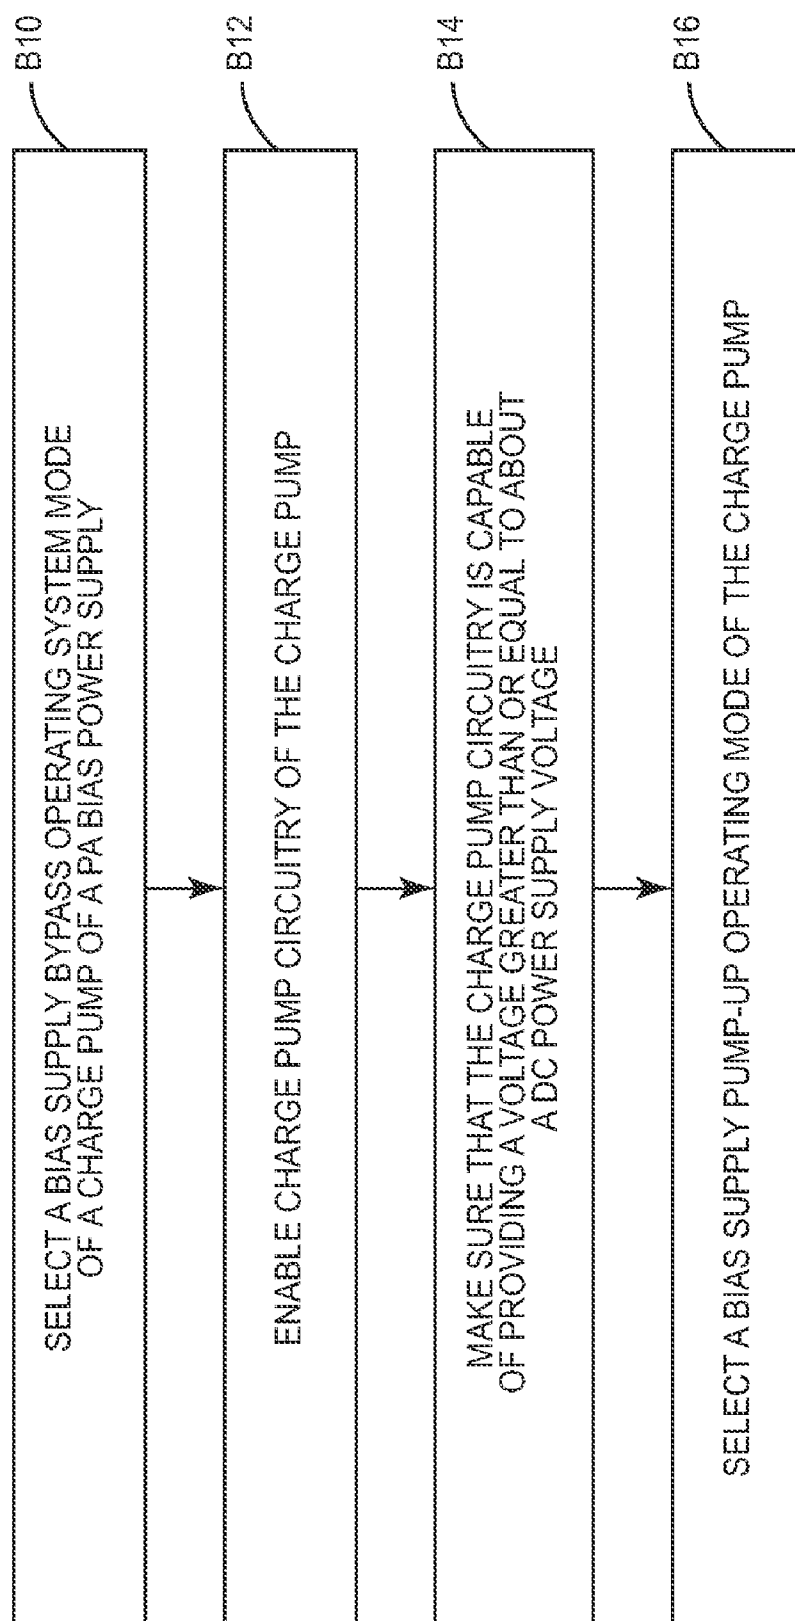 SELECT A BIAS SUPPLY BYPASS OPERATING SYSTEM MODE
OF A CHARGE PUMP OF A PA BIAS POWER SUPPLY
B10
ENABLE CHARGE PUMP CIRCUITRY OF THE CHARGE PUMP
B12
MAKE SURE THAT THE CHARGE PUMP CIRCUITRY IS CAPABLE
OF PROVIDING A VOLTAGE GREATER THAN OR EQUAL TO ABOUT
A DC POWER SUPPLY VOLTAGE
B14
SELECT A BIAS SUPPLY PUMP-UP OPERATING MODE OF THE CHARGE PUMP
B16